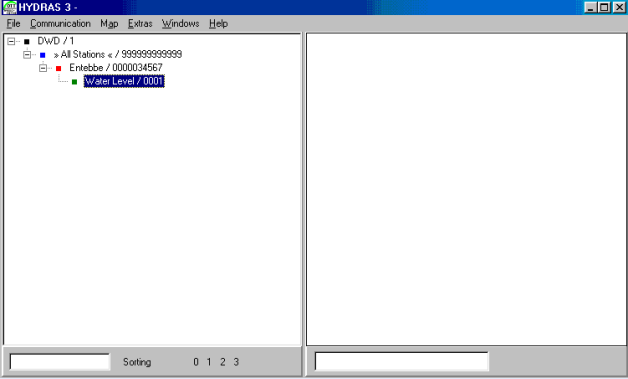 HYDRAS 3 -
File Communication Map Extras Windows Help
DWD / 1
» All Stations « / 999999999999
Entebbe / 0000034567
Water Level / 0001
Sorting 0 1 2 3